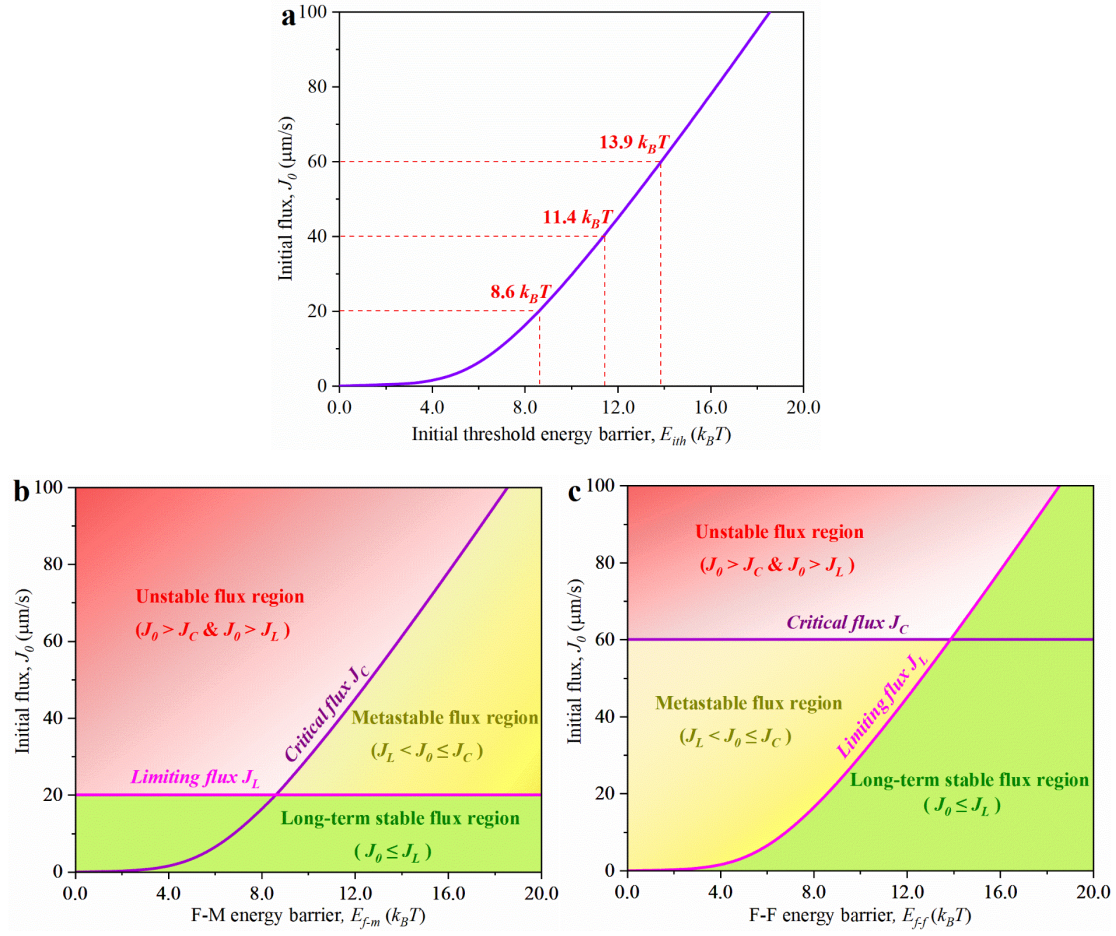 a
100
80
60
40
20
0
Initial flux, J0 (μm/s)
13.9 kBT
11.4 kBT
8.6 kBT
0.0 4.0 8.0 12.0 16.0 20.0
Initial threshold energy barrier, Eith (kBT)
b
100
80
60
40
20
0
Initial flux, J0 (μm/s)
Unstable flux region
(J0 > JC & J0 > JL)
Critical flux JC
Metastable flux region
(JL < J0 ≤ JC)
Limiting flux JL
Long-term stable flux region
( J0 ≤ JL )
0.0 4.0 8.0 12.0 16.0 20.0
F-M energy barrier, Ef-m (kBT)
c
100
80
60
40
20
0
Initial flux, J0 (μm/s)
Unstable flux region
(J0 > JC & J0 > JL)
Critical flux JC
Metastable flux region
(JL < J0 ≤ JC)
Limiting flux JL
Long-term stable flux region
( J0 ≤ JL )
0.0 4.0 8.0 12.0 16.0 20.0
F-F energy barrier, Ef-f (kBT)